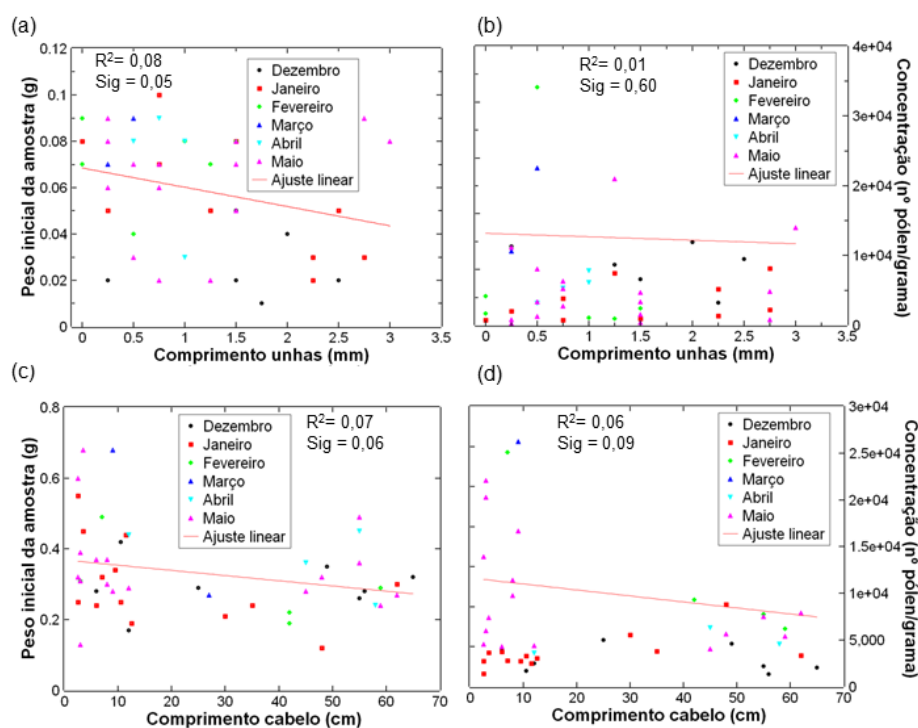 (a)
R²= 0,08
Sig = 0,05
Dezembro
Janeiro
Fevereiro
Março
Abril
Maio
Ajuste linear
Peso inicial da amostra (g)
0.12
0.1
0.08
0.06
0.04
0.02
0
0 0.5 1 1.5 2 2.5 3 3.5
Comprimento unhas (mm)
(b)
R²= 0,01
Sig = 0,60
Dezembro
Janeiro
Fevereiro
Março
Abril
Maio
Ajuste linear
4e+04
3e+04
2e+04
1e+04
0
Concentração (nº pólen/grama)
0 0.5 1 1.5 2 2.5 3 3.5
Comprimento unhas (mm)
(c)
R²= 0,07
Sig = 0,06
Dezembro
Janeiro
Fevereiro
Março
Abril
Maio
Ajuste linear
Peso inicial da amostra (g)
0.8
0.6
0.4
0.2
0
0 10 20 30 40 50 60 70
Comprimento cabelo (cm)
(d)
R²= 0,06
Sig = 0,09
Dezembro
Janeiro
Fevereiro
Março
Abril
Maio
Ajuste linear
3e+04
2e+04
2e+04
1e+04
5,000
0
Concentração (nº pólen/grama)
0 10 20 30 40 50 60 70
Comprimento cabelo (cm)